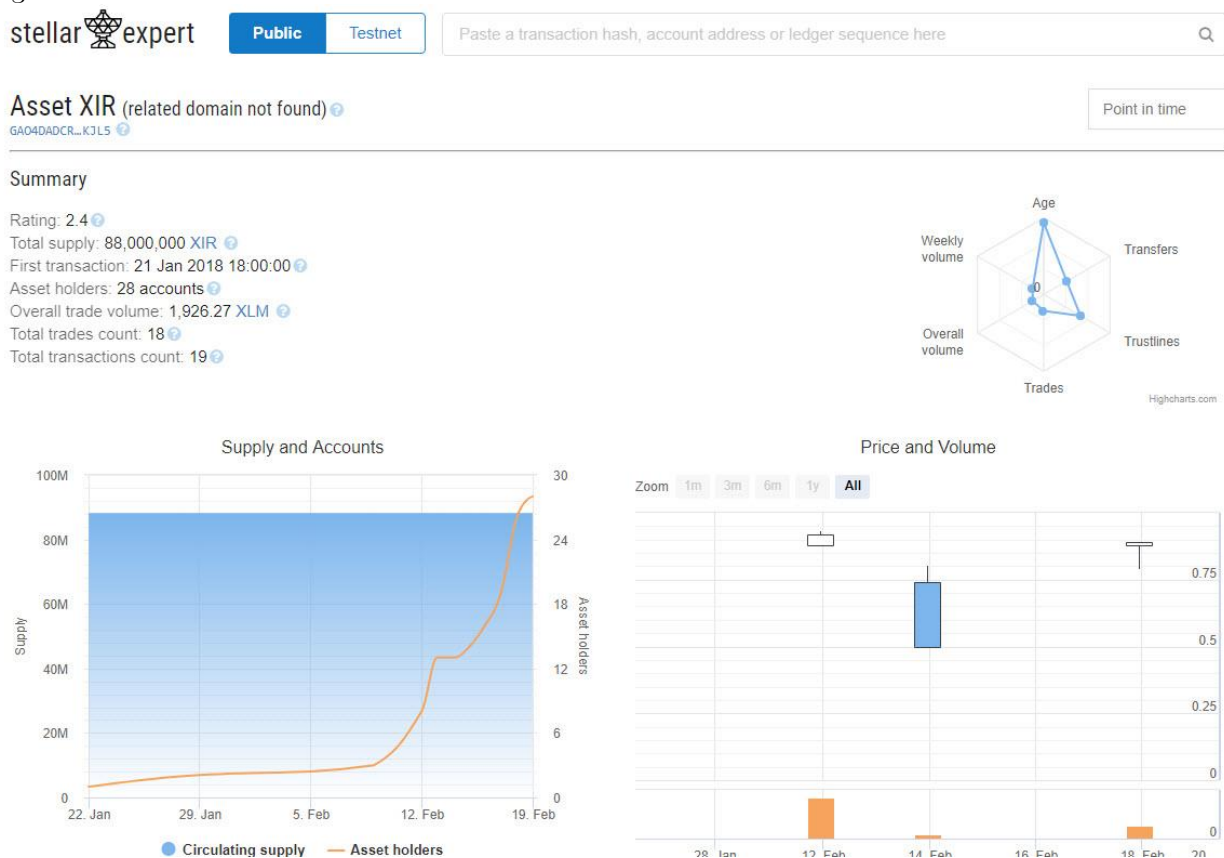 stellar expert
Public
Testnet
Paste a transaction hash, account address or ledger sequence here
Asset XIR (related domain not found)
Point in time
GAO4DADCR…KJL5
Summary
Rating: 2.4
Total supply: 88,000,000 XIR
First transaction: 21 Jan 2018 18:00:00
Asset holders: 28 accounts
Overall trade volume: 1,926.27 XLM
Total trades count: 18
Total transactions count: 19
Age
Transfers
Trustlines
Trades
Overall
volume
Weekly
volume
0
Highcharts.com
Supply and Accounts
100M
80M
60M
40M
20M
0
Supply
30
24
18
12
6
0
Asset holders
22. Jan
29. Jan
5. Feb
12. Feb
19. Feb
Circulating supply
Asset holders
Price and Volume
Zoom 1m 3m 6m 1y All
0.75
0.5
0.25
0
0
28. Jan
12. Feb
14. Feb
16. Feb
18. Feb
20